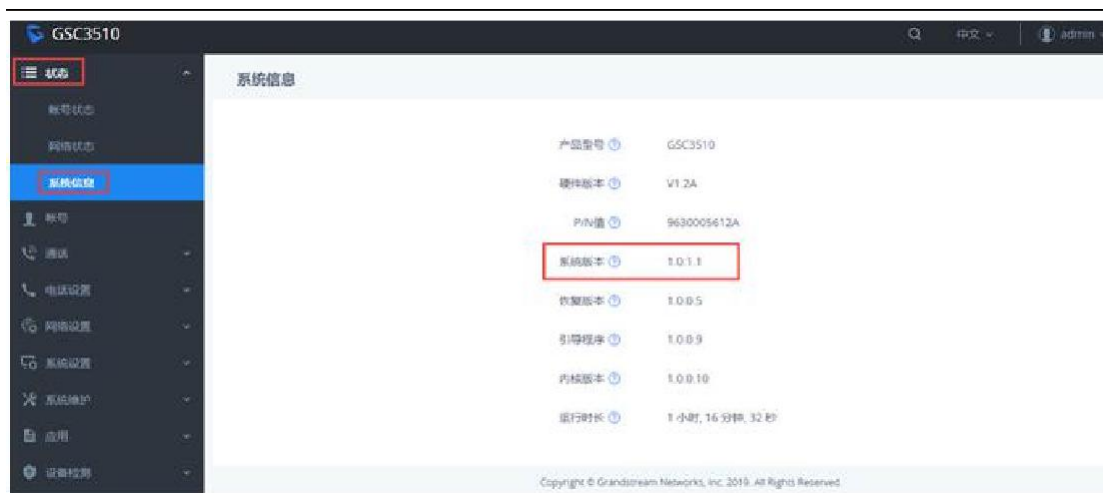 GSC3510
中文
admin
状态
帐号状态
网络状态
系统信息
帐号
通话
电话设置
网络设置
系统设置
系统维护
应用
设备检测
系统信息
产品型号 GSC3510
硬件版本 V1.2A
P/N值 9630005612A
系统版本 1.0.1.1
恢复版本 1.0.0.5
引导程序 1.0.0.9
内核版本 1.0.0.10
运行时长 1 小时, 16 分钟, 32 秒
Copyright © Grandstream Networks, Inc. 2019. All Rights Reserved.